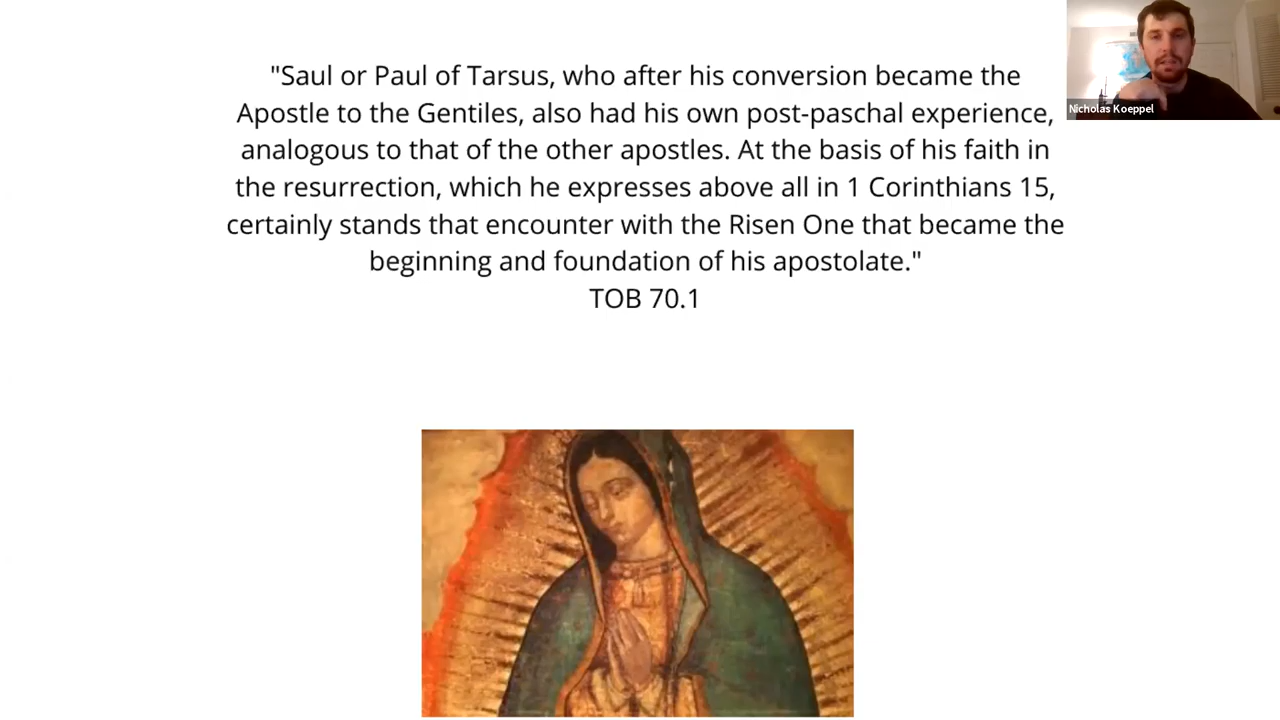 "Saul or Paul of Tarsus, who after his conversion became the
Apostle to the Gentiles, also had his own post-paschal experience,
analogous to that of the other apostles. At the basis of his faith in
the resurrection, which he expresses above all in 1 Corinthians 15,
certainly stands that encounter with the Risen One that became the
beginning and foundation of his apostolate."
TOB 70.1
Nicholas Koeppel